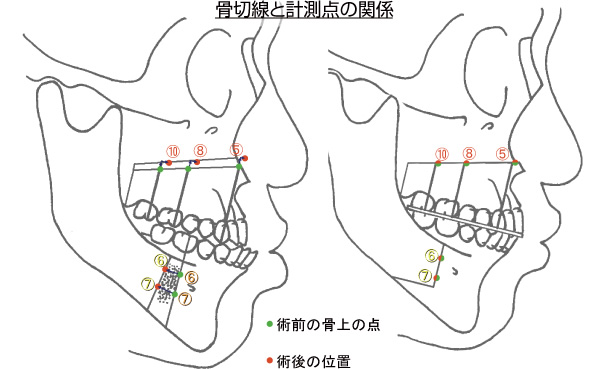 骨切線と計測点の関係
⑩ ⑧ ⑤
⑥ ⑥
⑦ ⑦
⑩ ⑧ ⑤
⑥
⑦
術前の骨上の点
術後の位置